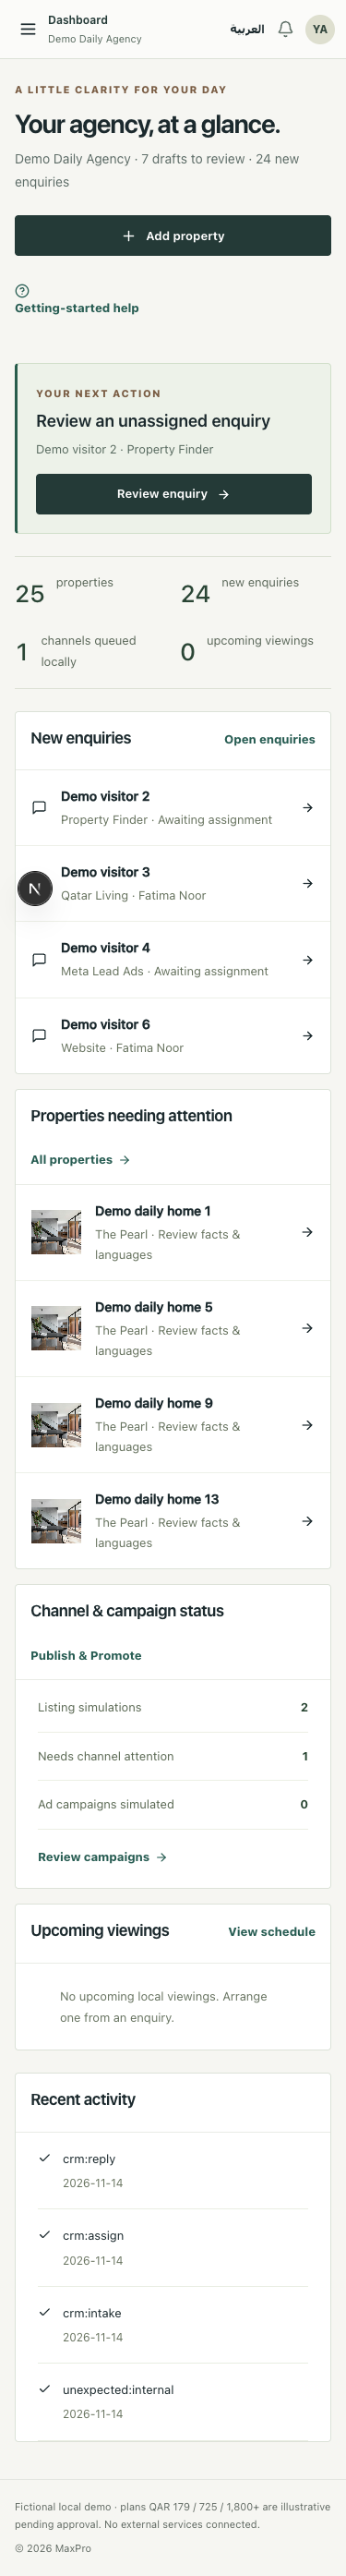 Dashboard
Demo Daily Agency
العربية
YA
A LITTLE CLARITY FOR YOUR DAY
Your agency, at a glance.
Demo Daily Agency · 7 drafts to review · 24 new
enquiries
Add property
Getting-started help
YOUR NEXT ACTION
Review an unassigned enquiry
Demo visitor 2 · Property Finder
Review enquiry
25 properties
24 new enquiries
1 channels queued
locally
0 upcoming viewings
New enquiries
Open enquiries
Demo visitor 2
Property Finder · Awaiting assignment
Demo visitor 3
Qatar Living · Fatima Noor
N
Demo visitor 4
Meta Lead Ads · Awaiting assignment
Demo visitor 6
Website · Fatima Noor
Properties needing attention
All properties
Demo daily home 1
The Pearl · Review facts &
languages
Demo daily home 5
The Pearl · Review facts &
languages
Demo daily home 9
The Pearl · Review facts &
languages
Demo daily home 13
The Pearl · Review facts &
languages
Channel & campaign status
Publish & Promote
Listing simulations 2
Needs channel attention 1
Ad campaigns simulated 0
Review campaigns
Upcoming viewings
View schedule
No upcoming local viewings. Arrange
one from an enquiry.
Recent activity
crm:reply
2026-11-14
crm:assign
2026-11-14
crm:intake
2026-11-14
unexpected:internal
2026-11-14
Fictional local demo · plans QAR 179 / 725 / 1,800+ are illustrative
pending approval. No external services connected.
© 2026 MaxPro